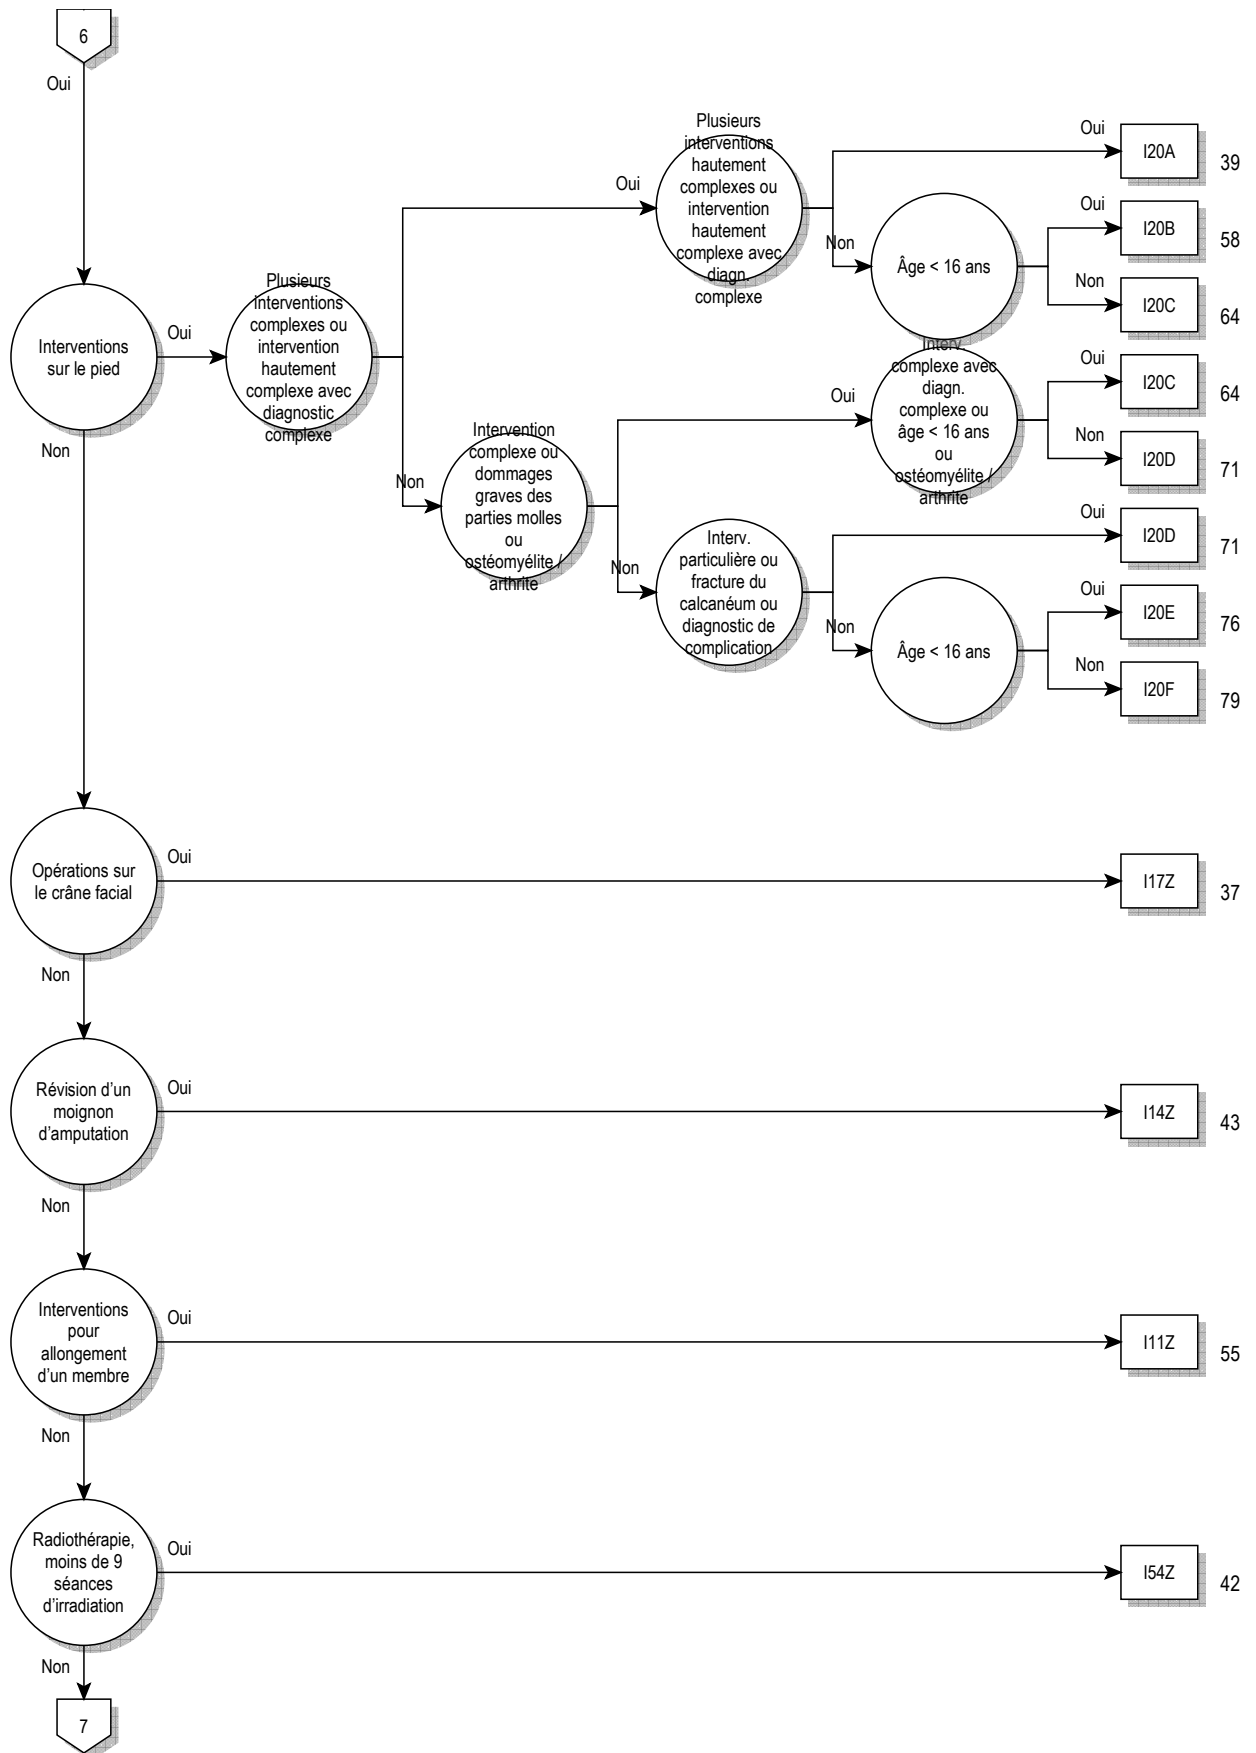 6
Oui
Plusieurs
interventions
hautement
complexes ou
intervention
hautement
complexe avec
diagn.
complexe
Oui
Non
Oui
I20A
39
Âge < 16 ans
Oui
I20B
58
Non
I20C
64
Interventions
sur le pied
Oui
Non
Plusieurs
interventions
complexes ou
intervention
hautement
complexe avec
diagnostic
complexe
Non
Intervention
complexe ou
dommages
graves des
parties molles
ou
ostéomyélite /
arthrite
Oui
Non
Interv.
complexe avec
diagn.
complexe ou
âge < 16 ans
ou
ostéomyélite /
arthrite
Oui
I20C
64
Non
I20D
71
Interv.
particulière ou
fracture du
calcanéum ou
diagnostic de
complication
Oui
I20D
71
Non
Âge < 16 ans
Oui
I20E
76
Non
I20F
79
Opérations sur
le crâne facial
Oui
I17Z
37
Non
Révision d'un
moignon
d'amputation
Oui
I14Z
43
Non
Interventions
pour
allongement
d'un membre
Oui
I11Z
55
Non
Radiothérapie,
moins de 9
séances
d'irradiation
Oui
I54Z
42
Non
7